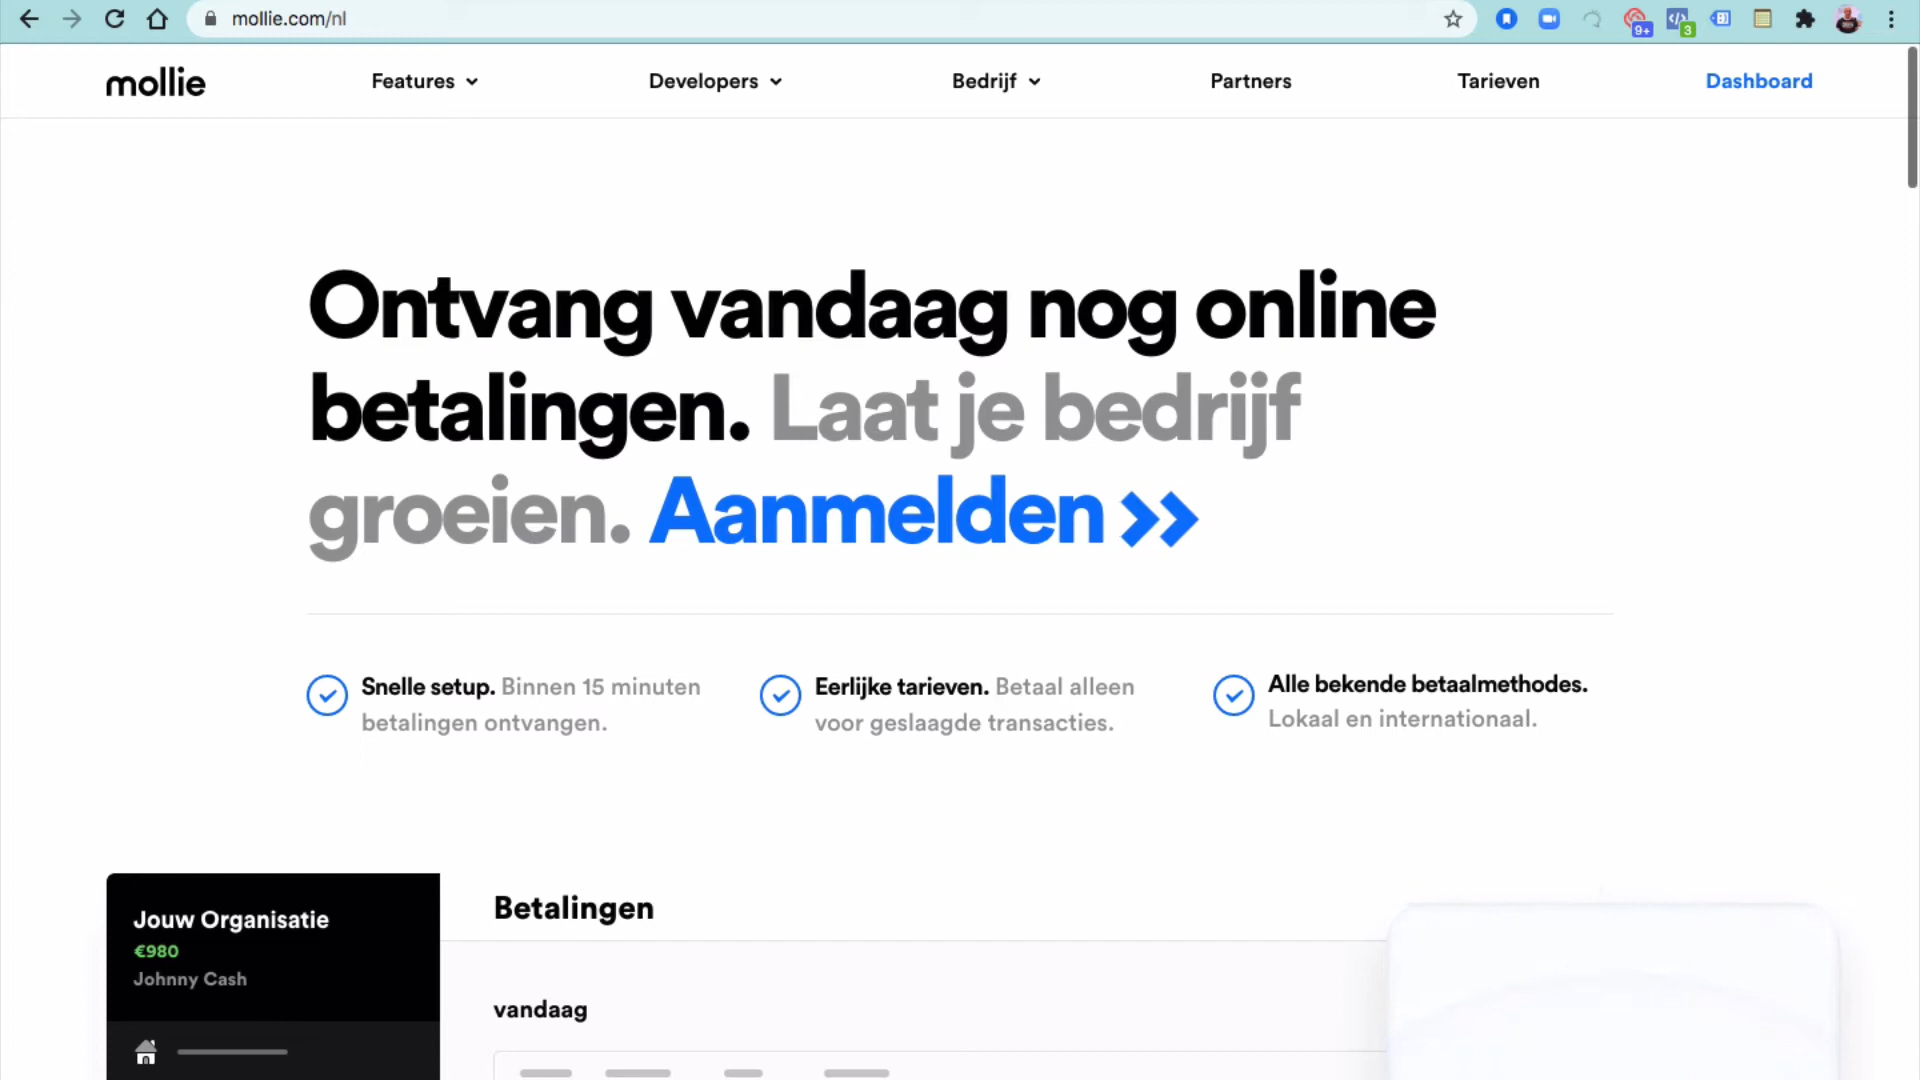 mollie.com/nl
9+
3
mollie
Features
Developers
Bedrijf
Partners
Tarieven
Dashboard
Ontvang vandaag nog online
betalingen. Laat je bedrijf
groeien. Aanmelden
Snelle setup. Binnen 15 minuten
betalingen ontvangen.
Eerlijke tarieven. Betaal alleen
voor geslaagde transacties.
Alle bekende betaalmethodes.
Lokaal en internationaal.
Jouw Organisatie
€980
Johnny Cash
Betalingen
vandaag